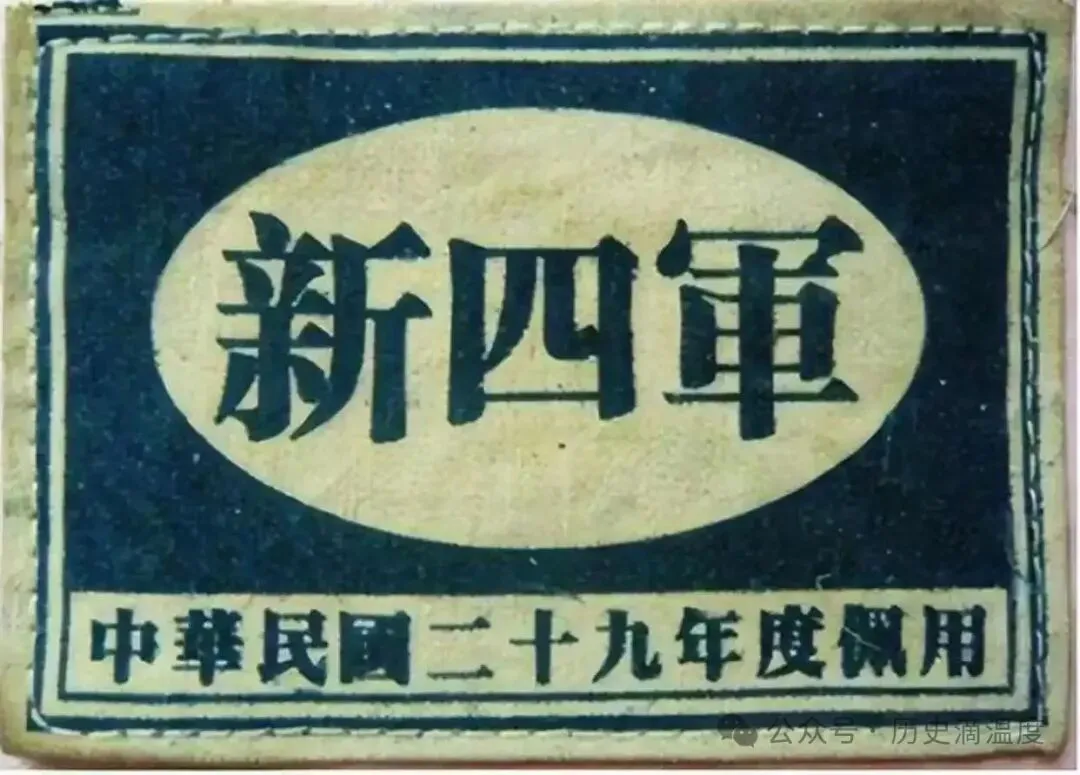 新四軍
中華民國二十九年度佩用
公众号·历史滴温度